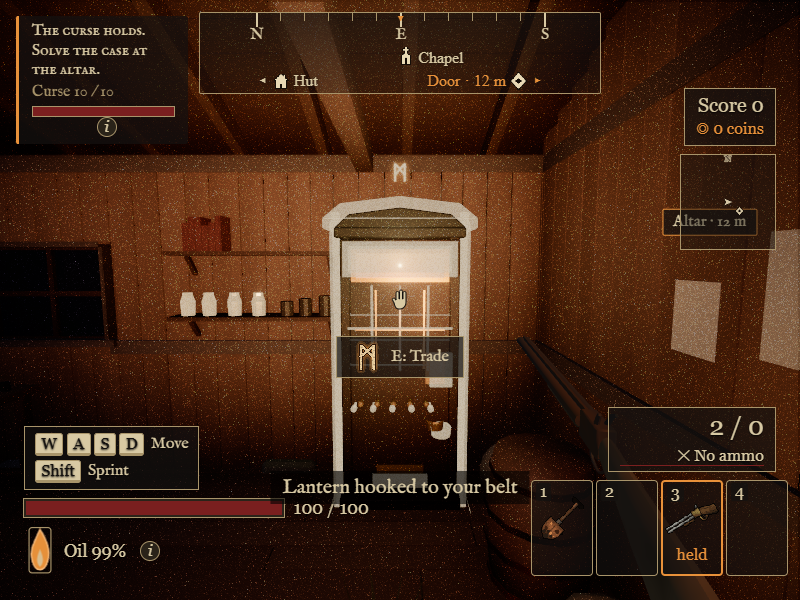 The curse holds.
Solve the case at
the altar.
Curse 10 / 10
i
N E S
Chapel
Hut
Door · 12 m
Score 0
0 coins
Altar · 12 m
E: Trade
W A S D Move
Shift Sprint
2 / 0
No ammo
Lantern hooked to your belt
100 / 100
Oil 99% i
1 2 3 4
held